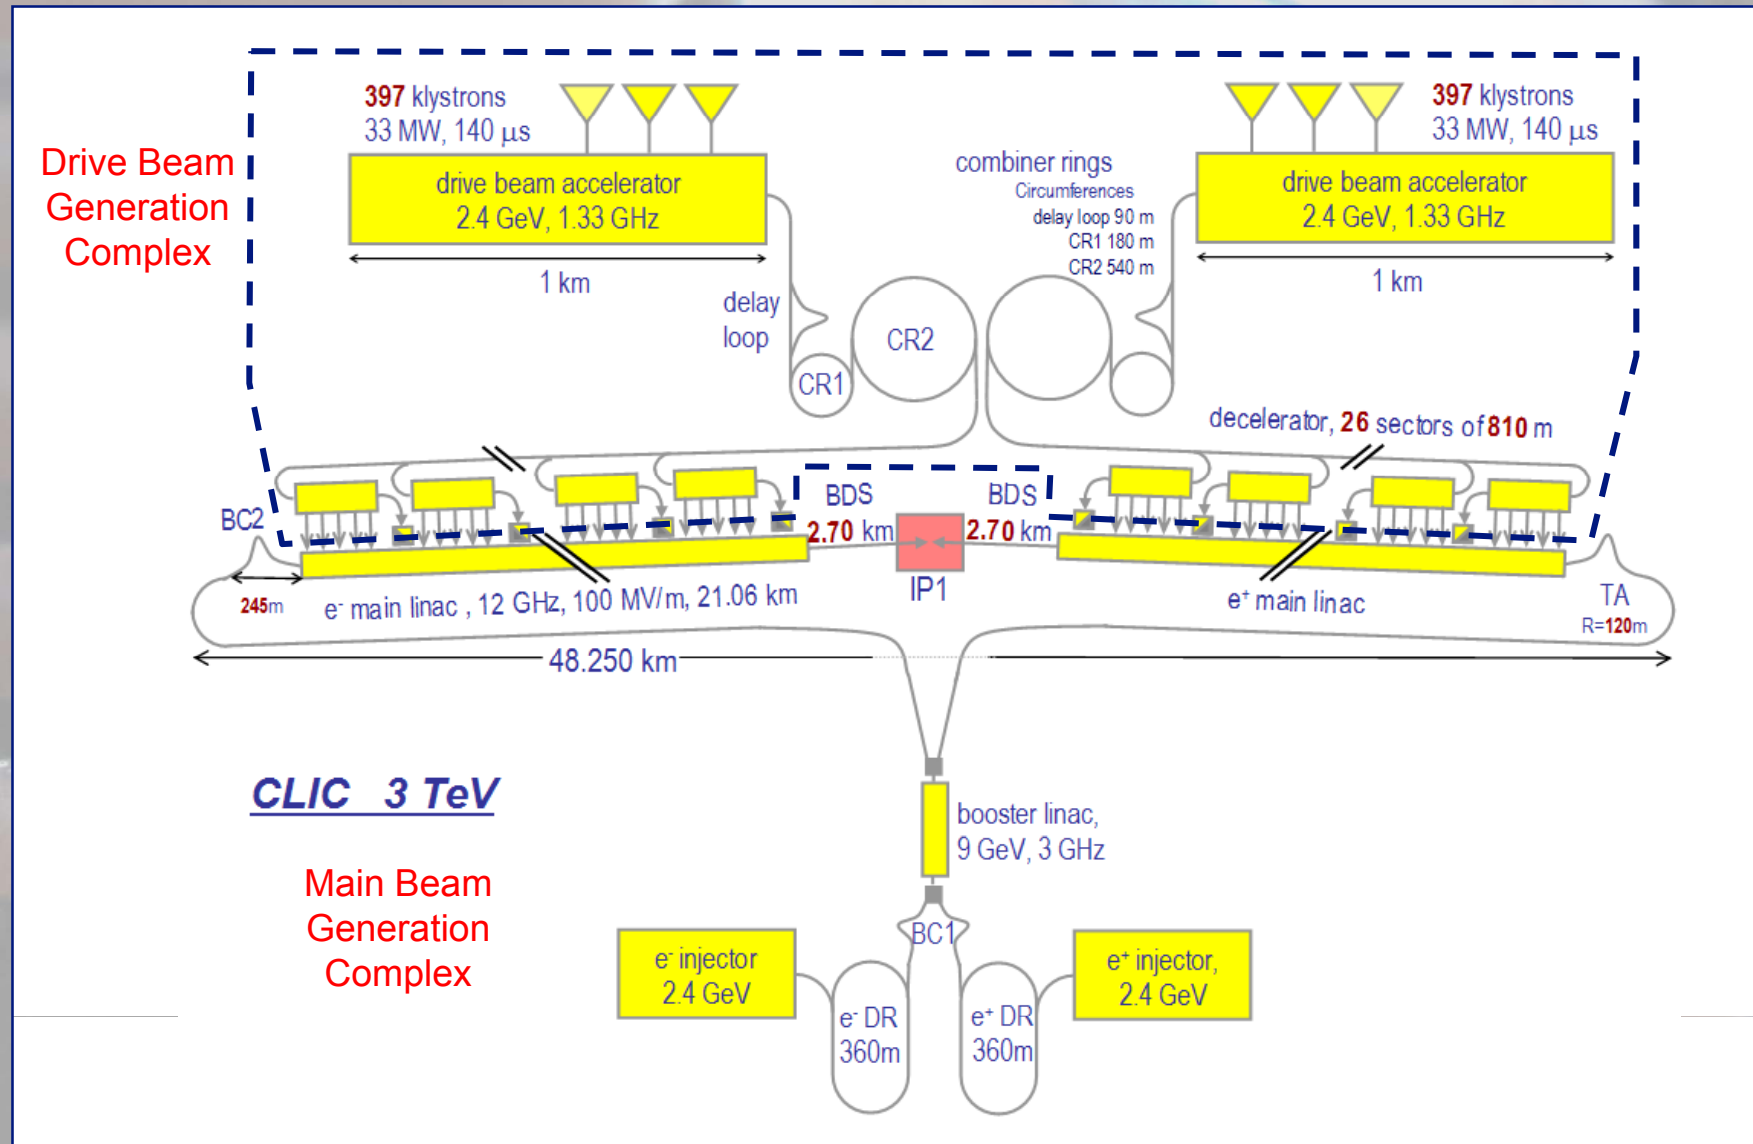 397 klystrons
33 MW, 140 μs
397 klystrons
33 MW, 140 μs
Drive Beam
Generation
Complex
drive beam accelerator
2.4 GeV, 1.33 GHz
combiner rings
Circumferences
delay loop 90 m
CR1 180 m
CR2 540 m
drive beam accelerator
2.4 GeV, 1.33 GHz
1 km
1 km
delay
loop
CR2
CR1
decelerator, 26 sectors of 810 m
BC2
BDS
2.70 km
BDS
2.70 km
IP1
245m
e⁻ main linac , 12 GHz, 100 MV/m, 21.06 km
e⁺ main linac
TA
R=120m
48.250 km
CLIC 3 TeV
booster linac,
9 GeV, 3 GHz
Main Beam
Generation
Complex
BC1
e⁻ injector
2.4 GeV
e⁺ injector,
2.4 GeV
e⁻ DR
360m
e⁺ DR
360m